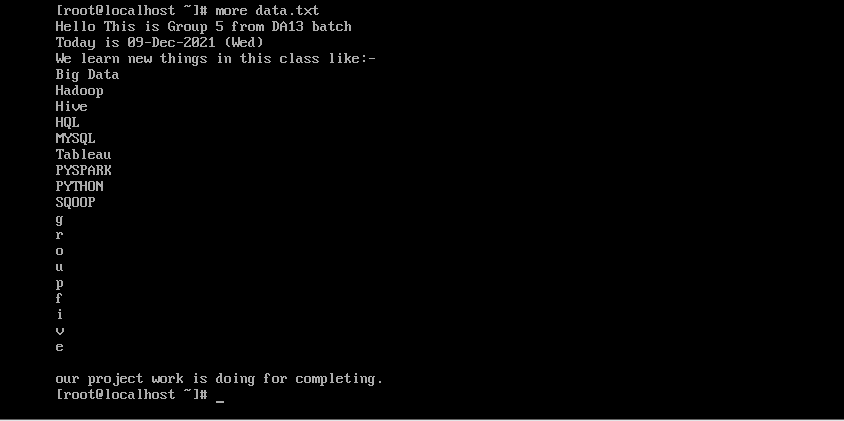 [root@localhost ~]# more data.txt
Hello This is Group 5 from DA13 batch
Today is 09-Dec-2021 (Wed)
We learn new things in this class like:-
Big Data
Hadoop
Hive
HQL
MYSQL
Tableau
PYSPARK
PYTHON
SQOOP
g
r
o
u
p
f
i
v
e
our project work is doing for completing.
[root@localhost ~]# _